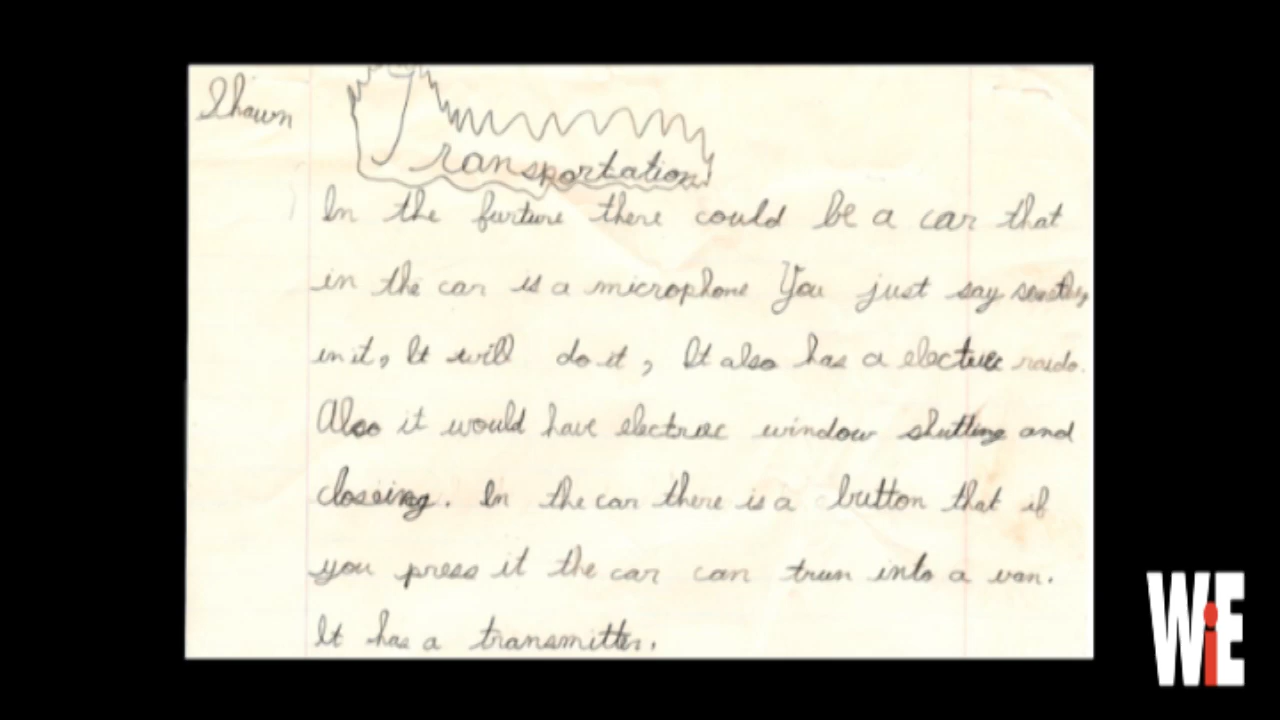 Shawn
Transportation
In the furture there could be a car that
in the car is a microphone You just say
in it, It will do it, It also has a electric raido.
Also it would have electric window shutting and
closeing. In the car there is a button that if
you press it the car can trun into a van.
It has a transmitter.
WiE